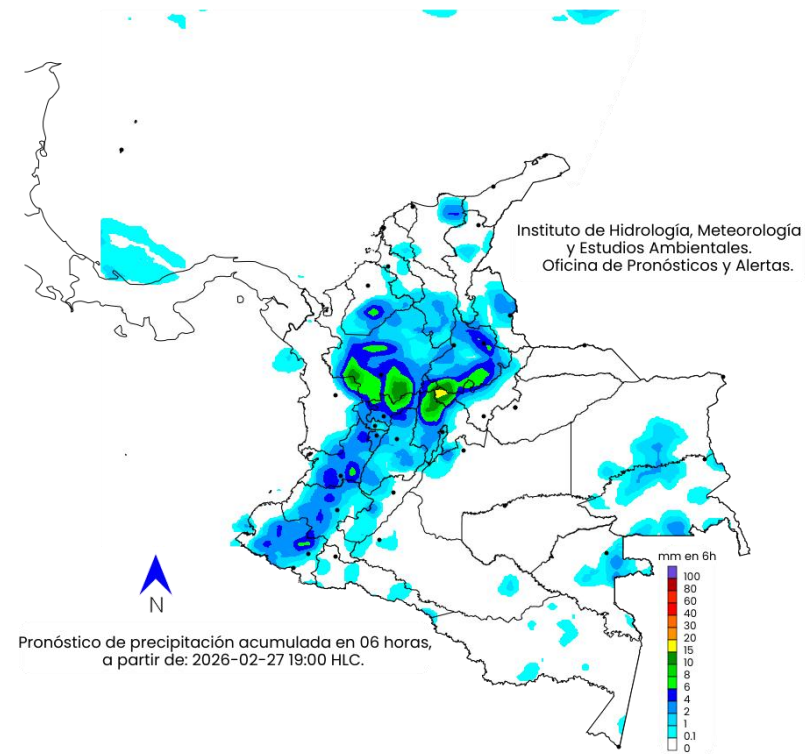 Instituto de Hidrología, Meteorología
y Estudios Ambientales.
Oficina de Pronósticos y Alertas.
mm en 6h
100
80
60
40
30
20
15
10
8
6
4
2
1
0.1
0
N
Pronóstico de precipitación acumulada en 06 horas,
a partir de: 2026-02-27 19:00 HLC.